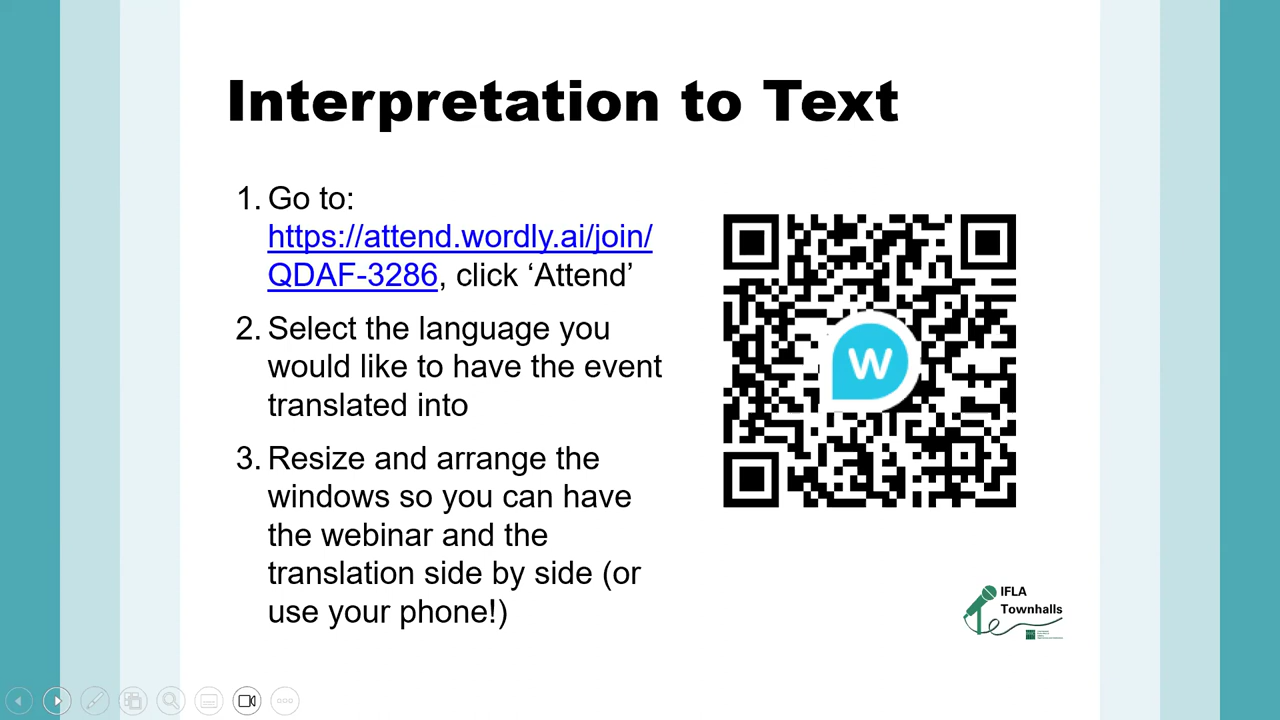 Interpretation to Text
1. Go to:
https://attend.wordly.ai/join/
QDAF-3286, click ‘Attend’
2. Select the language you
would like to have the event
translated into
3. Resize and arrange the
windows so you can have
the webinar and the
translation side by side (or
use your phone!)
W
IFLA
Townhalls